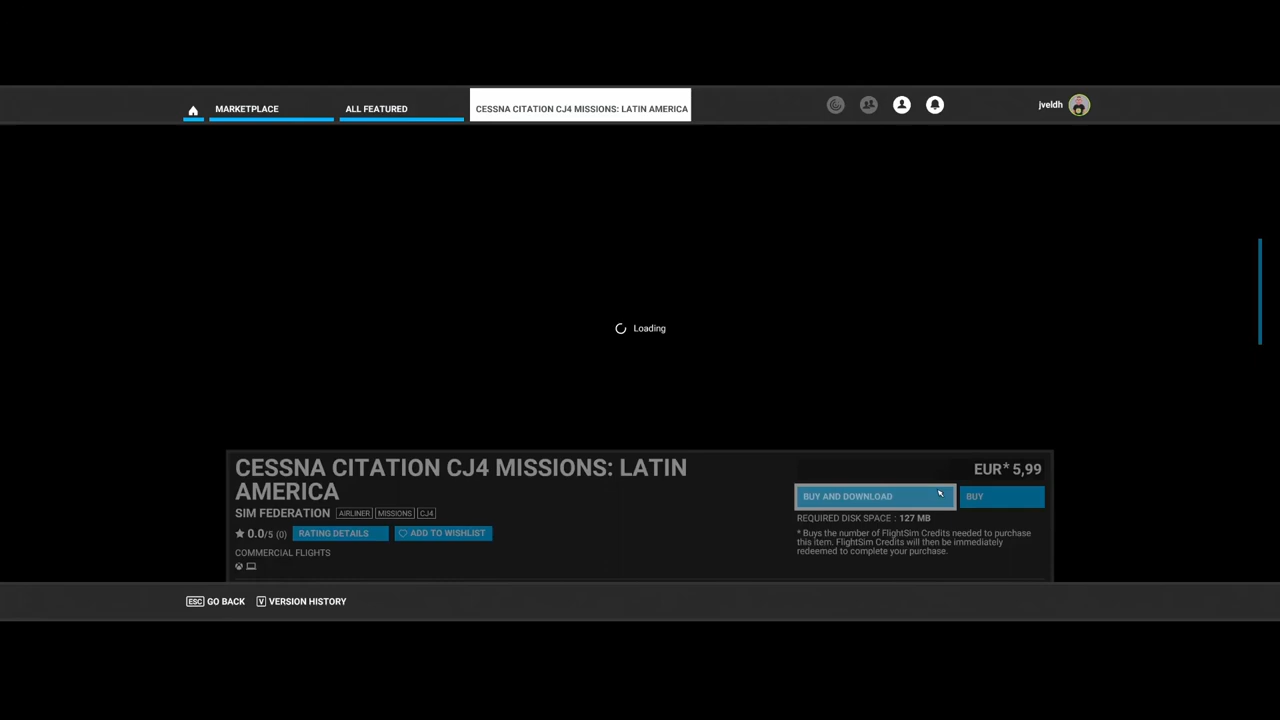 MARKETPLACE
ALL FEATURED
CESSNA CITATION CJ4 MISSIONS: LATIN AMERICA
jveldh
Loading
CESSNA CITATION CJ4 MISSIONS: LATIN
AMERICA
SIM FEDERATION AIRLINER MISSIONS CJ4
0.0/5 (0) RATING DETAILS ADD TO WISHLIST
COMMERCIAL FLIGHTS
EUR* 5,99
BUY AND DOWNLOAD BUY
REQUIRED DISK SPACE : 127 MB
* Buys the number of FlightSim Credits needed to purchase
this item. FlightSim Credits will then be immediately
redeemed to complete your purchase.
ESC GO BACK V VERSION HISTORY